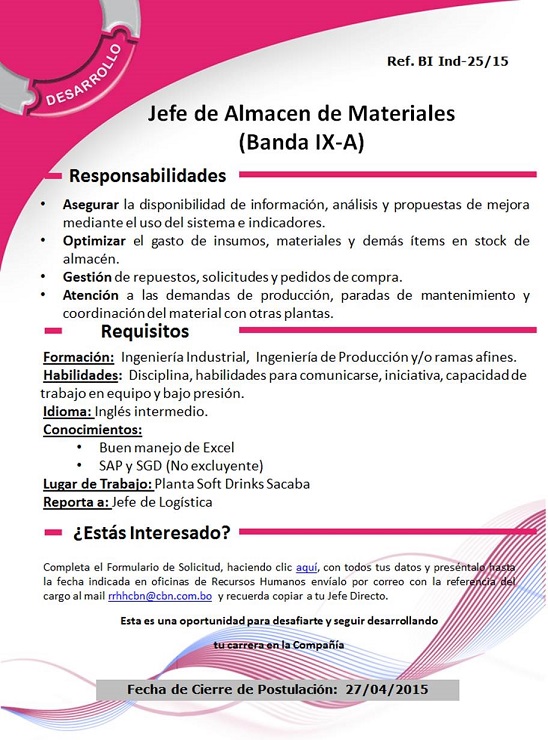 DESARROLLO
Ref. BI Ind-25/15
Jefe de Almacen de Materiales
(Banda IX-A)
Responsabilidades
• Asegurar la disponibilidad de información, análisis y propuestas de mejora
mediante el uso del sistema e indicadores.
• Optimizar el gasto de insumos, materiales y demás ítems en stock de
almacén.
• Gestión de repuestos, solicitudes y pedidos de compra.
• Atención a las demandas de producción, paradas de mantenimiento y
coordinación del material con otras plantas.
Requisitos
Formación: Ingeniería Industrial, Ingeniería de Producción y/o ramas afines.
Habilidades: Disciplina, habilidades para comunicarse, iniciativa, capacidad de
trabajo en equipo y bajo presión.
Idioma: Inglés intermedio.
Conocimientos:
• Buen manejo de Excel
• SAP y SGD (No excluyente)
Lugar de Trabajo: Planta Soft Drinks Sacaba
Reporta a: Jefe de Logística
¿Estás Interesado?
Completa el Formulario de Solicitud, haciendo clic aquí, con todos tus datos y preséntalo hasta
la fecha indicada en oficinas de Recursos Humanos envíalo por correo con la referencia del
cargo al mail rrhhcbn@cbn.com.bo y recuerda copiar a tu Jefe Directo.
Esta es una oportunidad para desafiarte y seguir desarrollando
tu carrera en la Compañía
Fecha de Cierre de Postulación: 27/04/2015